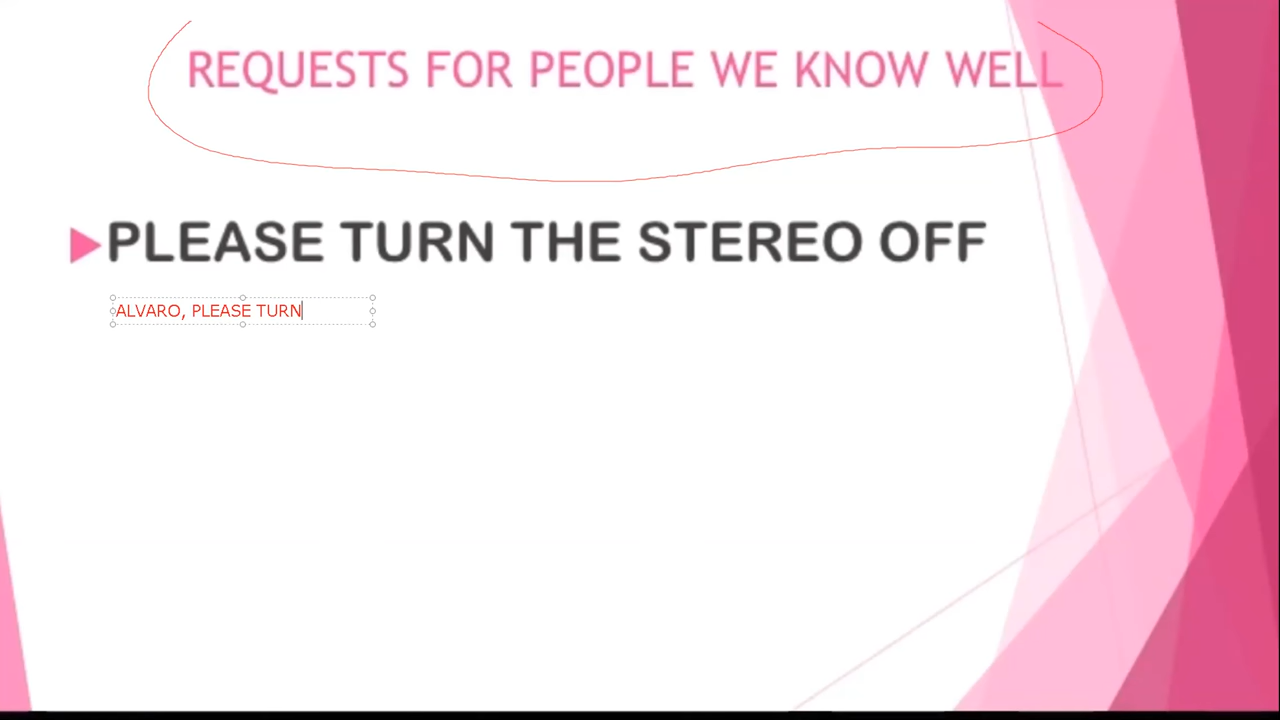 REQUESTS FOR PEOPLE WE KNOW WELL
PLEASE TURN THE STEREO OFF
ALVARO, PLEASE TURN